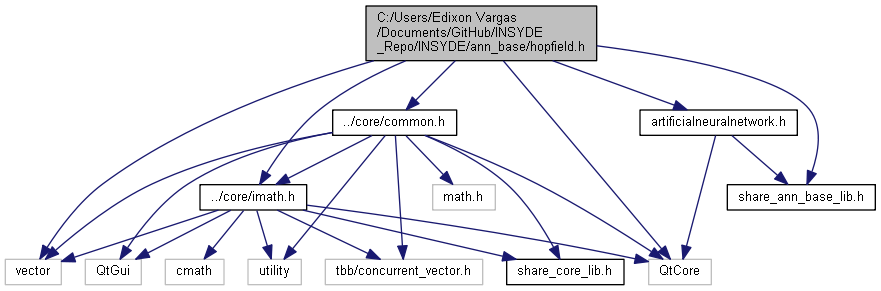 C:/Users/Edixon Vargas
/Documents/GitHub/INSYDE
_Repo/INSYDE/ann_base/hopfield.h
../core/common.h
artificialneuralnetwork.h
../core/imath.h
math.h
share_ann_base_lib.h
vector
QtGui
cmath
utility
tbb/concurrent_vector.h
share_core_lib.h
QtCore